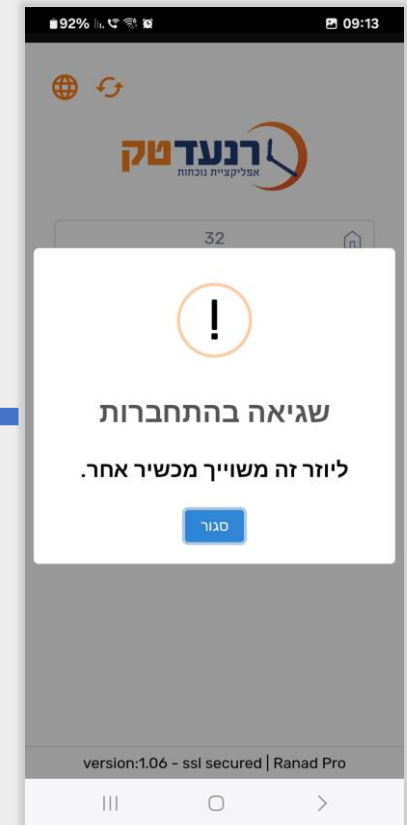 92% 09:13
רנעדטק
אפליקציית נוכחות
32
!
שגיאה בהתחברות
ליוזר זה משוייך מכשיר אחר.
סגור
version:1.06 - ssl secured | Ranad Pro